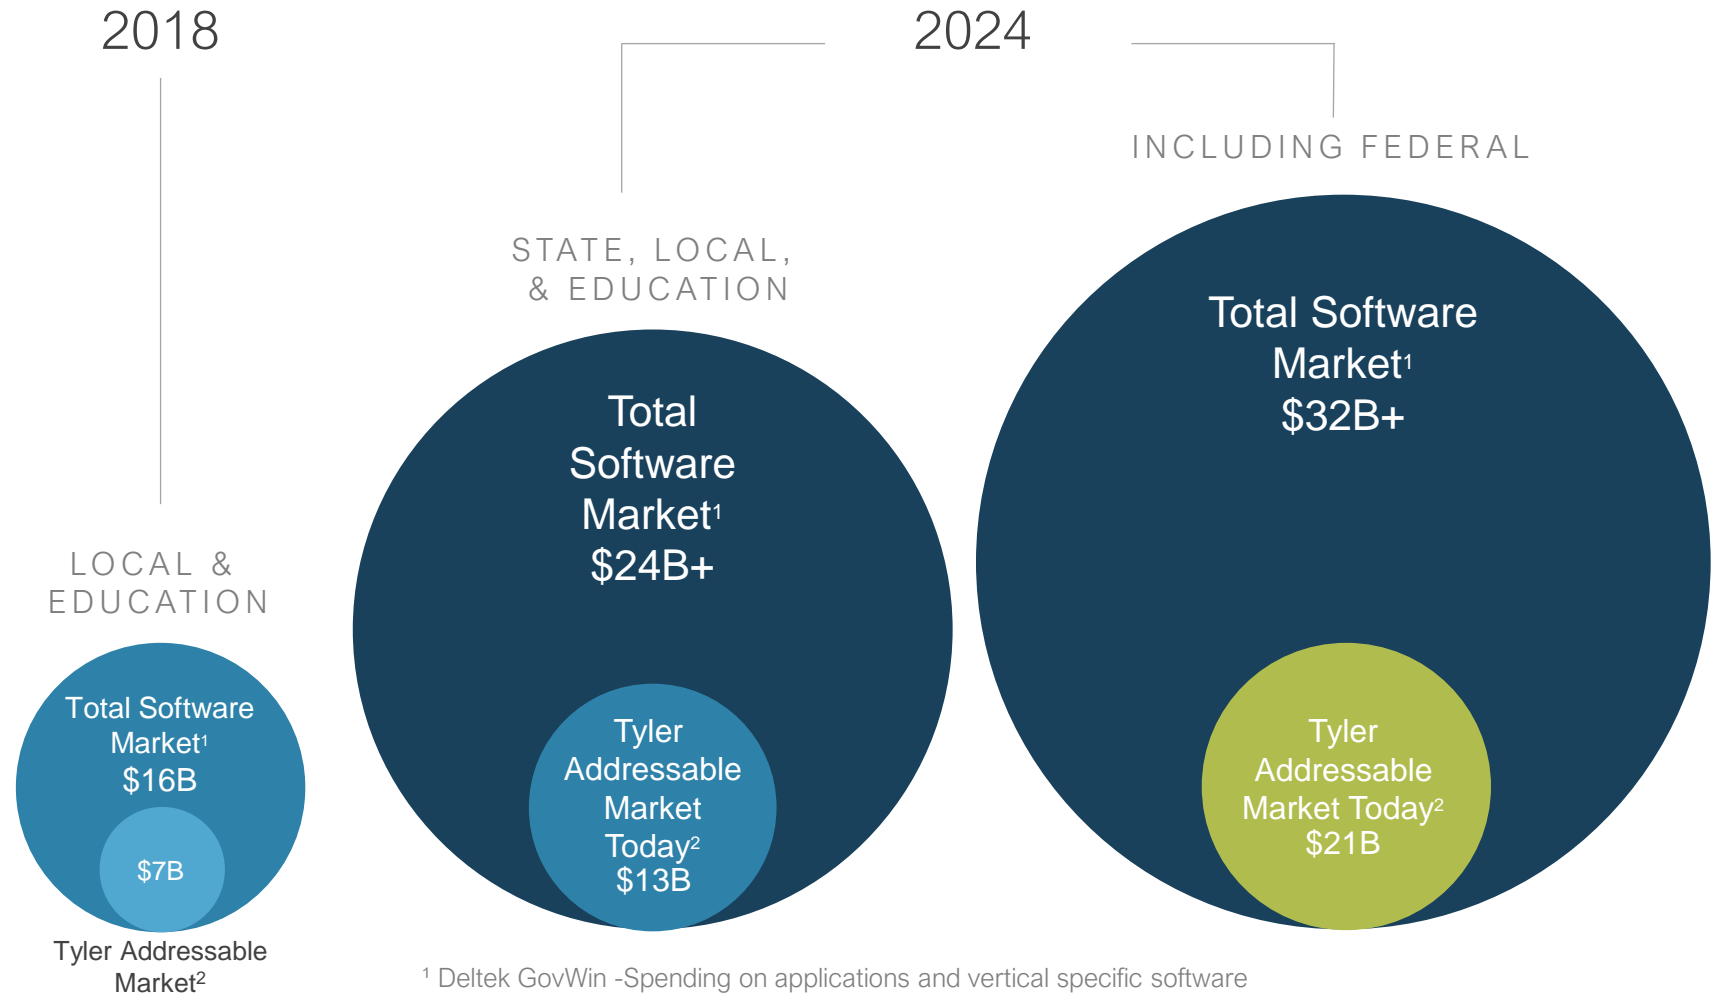 2018
LOCAL &
EDUCATION
Total Software
Market¹
$16B
$7B
Tyler Addressable
Market²
2024
STATE, LOCAL,
& EDUCATION
Total
Software
Market¹
$24B+
Tyler
Addressable
Market
Today²
$13B
INCLUDING FEDERAL
Total Software
Market¹
$32B+
Tyler
Addressable
Market Today²
$21B
¹ Deltek GovWin -Spending on applications and vertical specific software